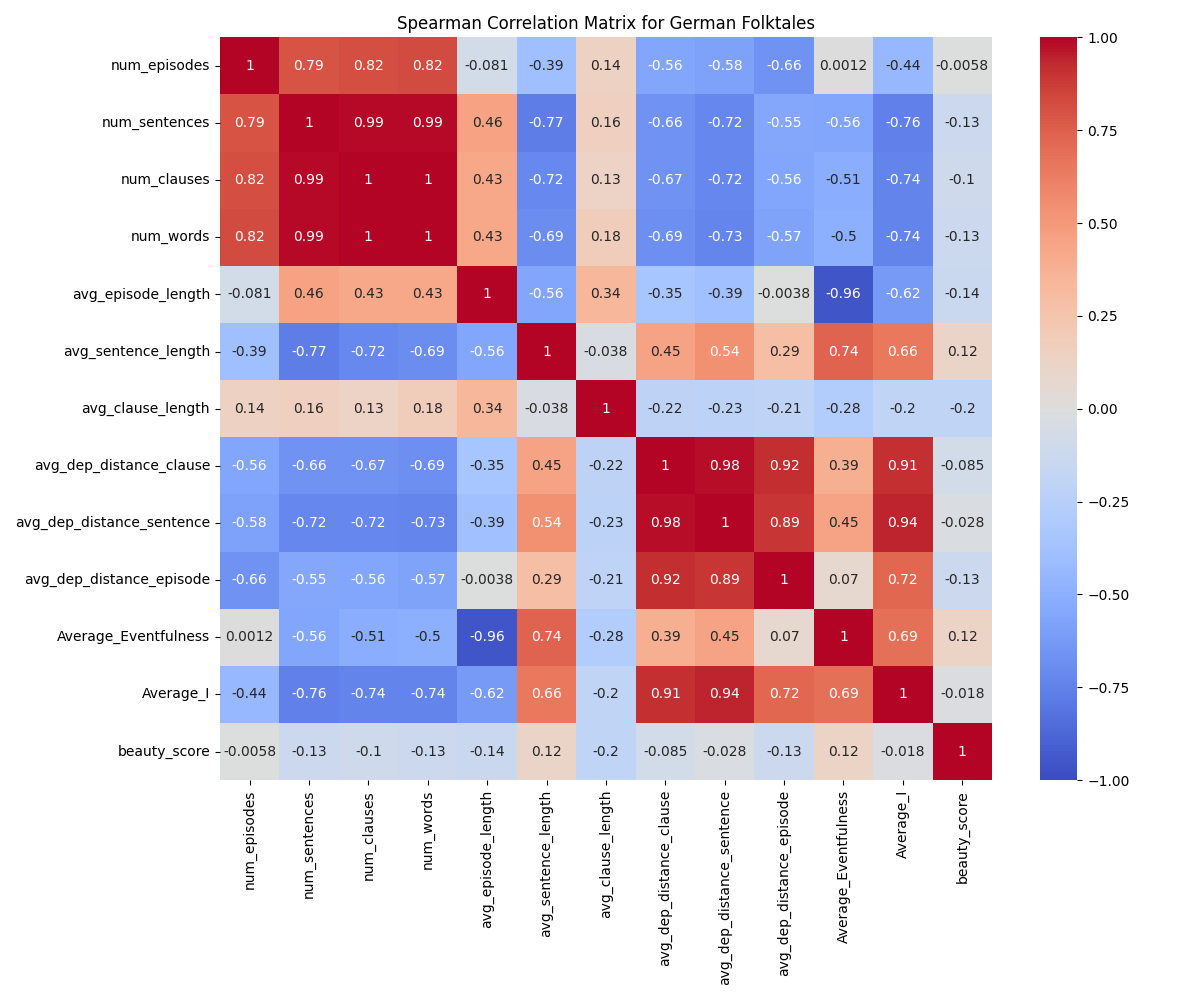 Spearman Correlation Matrix for German Folktales
num_episodes 1 0.79 0.82 0.82 -0.081 -0.39 0.14 -0.56 -0.58 -0.66 0.0012 -0.44 -0.0058
num_sentences 0.79 1 0.99 0.99 0.46 -0.77 0.16 -0.66 -0.72 -0.55 -0.56 -0.76 -0.13
num_clauses 0.82 0.99 1 1 0.43 -0.72 0.13 -0.67 -0.72 -0.56 -0.51 -0.74 -0.1
num_words 0.82 0.99 1 1 0.43 -0.69 0.18 -0.69 -0.73 -0.57 -0.5 -0.74 -0.13
avg_episode_length -0.081 0.46 0.43 0.43 1 -0.56 0.34 -0.35 -0.39 -0.0038 -0.96 -0.62 -0.14
avg_sentence_length -0.39 -0.77 -0.72 -0.69 -0.56 1 -0.038 0.45 0.54 0.29 0.74 0.66 0.12
avg_clause_length 0.14 0.16 0.13 0.18 0.34 -0.038 1 -0.22 -0.23 -0.21 -0.28 -0.2 -0.2
avg_dep_distance_clause -0.56 -0.66 -0.67 -0.69 -0.35 0.45 -0.22 1 0.98 0.92 0.39 0.91 -0.085
avg_dep_distance_sentence -0.58 -0.72 -0.72 -0.73 -0.39 0.54 -0.23 0.98 1 0.89 0.45 0.94 -0.028
avg_dep_distance_episode -0.66 -0.55 -0.56 -0.57 -0.0038 0.29 -0.21 0.92 0.89 1 0.07 0.72 -0.13
Average_Eventfulness 0.0012 -0.56 -0.51 -0.5 -0.96 0.74 -0.28 0.39 0.45 0.07 1 0.69 0.12
Average_I -0.44 -0.76 -0.74 -0.74 -0.62 0.66 -0.2 0.91 0.94 0.72 0.69 1 -0.018
beauty_score -0.0058 -0.13 -0.1 -0.13 -0.14 0.12 -0.2 -0.085 -0.028 -0.13 0.12 -0.018 1
num_episodes
num_sentences
num_clauses
num_words
avg_episode_length
avg_sentence_length
avg_clause_length
avg_dep_distance_clause
avg_dep_distance_sentence
avg_dep_distance_episode
Average_Eventfulness
Average_I
beauty_score
1.00
0.75
0.50
0.25
0.00
−0.25
−0.50
−0.75
−1.00